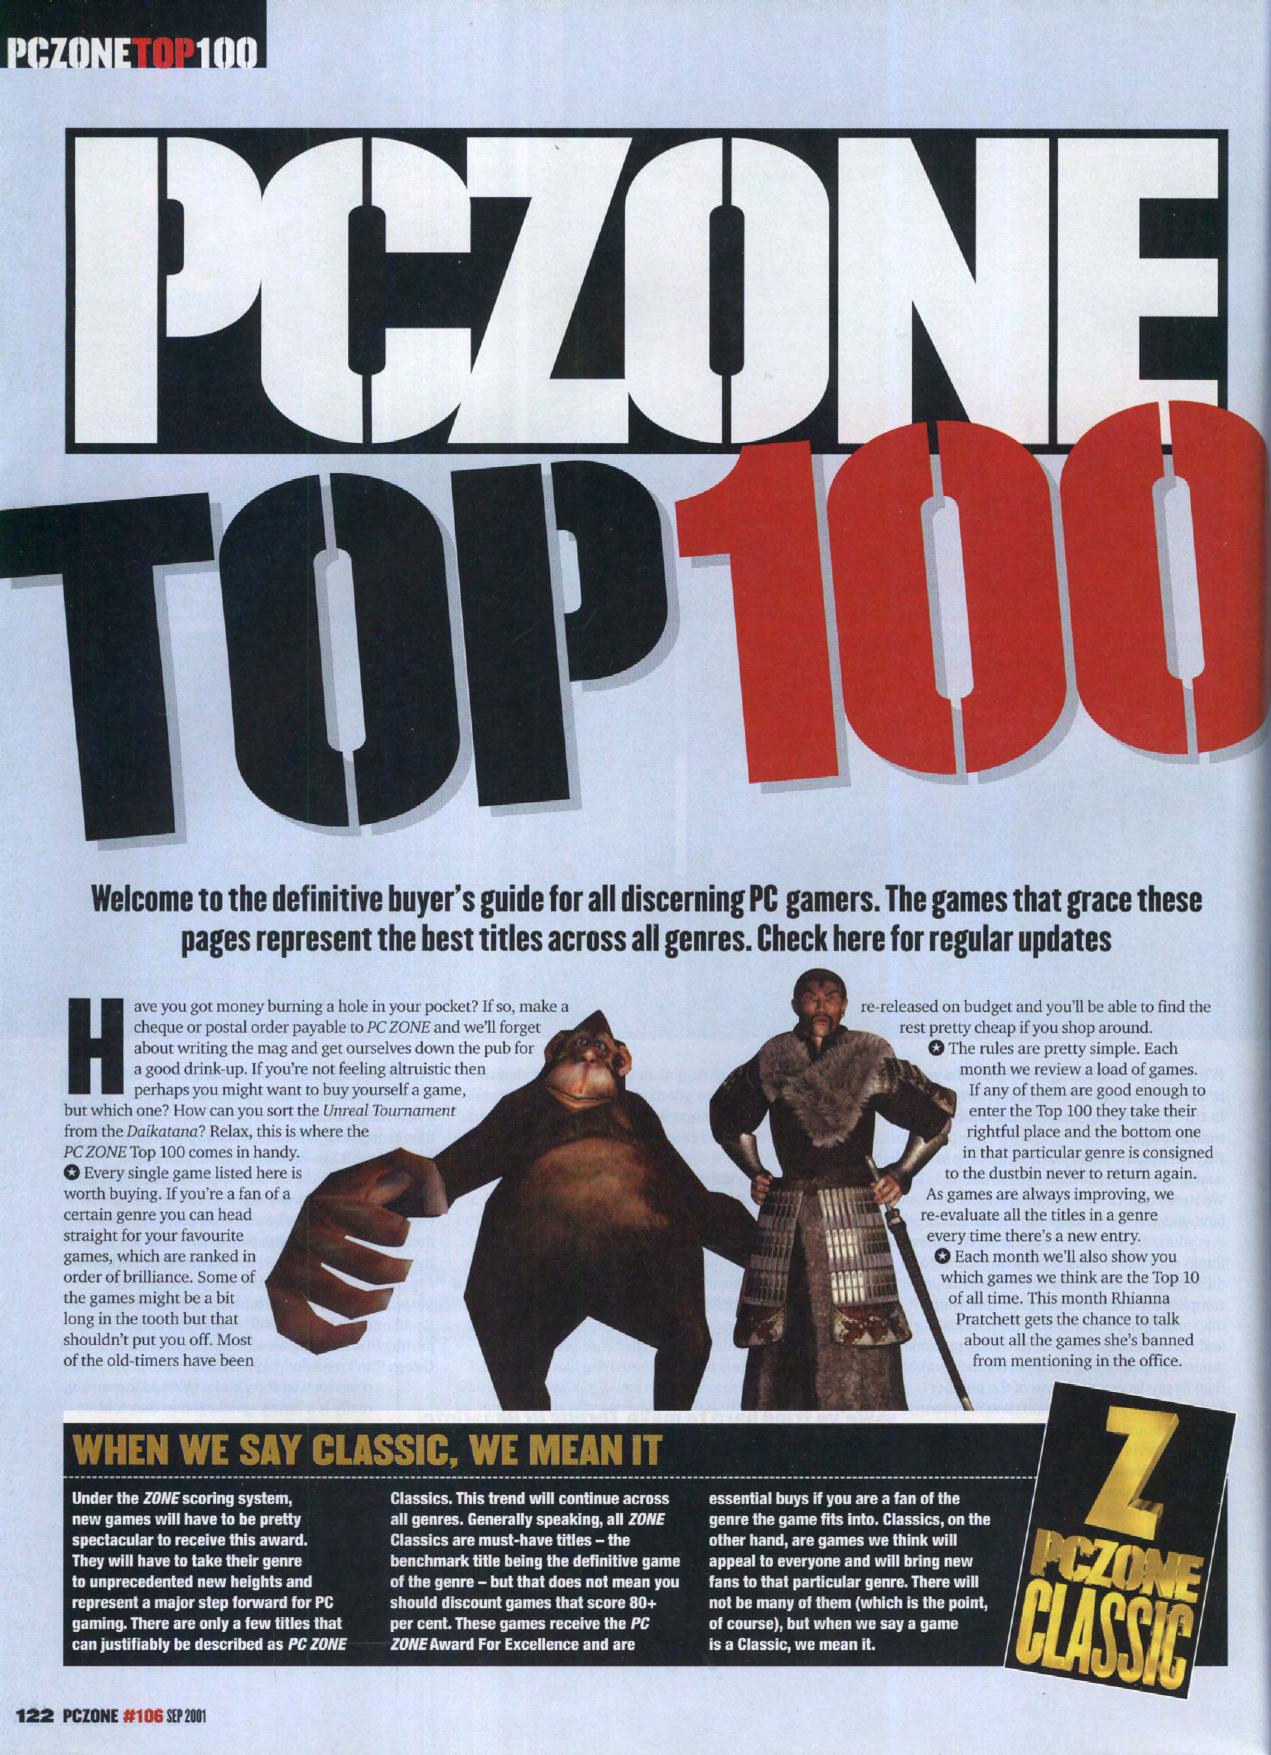 PCZONETOP100
PCZONE
TOP100
Welcome to the definitive buyer's guide for all discerning PC gamers. The games that grace these
pages represent the best titles across all genres. Check here for regular updates
Have you got money burning a hole in your pocket? If so, make a
cheque or postal order payable to PC ZONE and we'll forget
about writing the mag and get ourselves down the pub for
a good drink-up. If you're not feeling altruistic then
perhaps you might want to buy yourself a game,
but which one? How can you sort the Unreal Tournament
from the Daikatana? Relax, this is where the
PC ZONE Top 100 comes in handy.
✪ Every single game listed here is
worth buying. If you're a fan of a
certain genre you can head
straight for your favourite
games, which are ranked in
order of brilliance. Some of
the games might be a bit
long in the tooth but that
shouldn't put you off. Most
of the old-timers have been
re-released on budget and you'll be able to find the
rest pretty cheap if you shop around.
✪ The rules are pretty simple. Each
month we review a load of games.
If any of them are good enough to
enter the Top 100 they take their
rightful place and the bottom one
in that particular genre is consigned
to the dustbin never to return again.
As games are always improving, we
re-evaluate all the titles in a genre
every time there's a new entry.
✪ Each month we'll also show you
which games we think are the Top 10
of all time. This month Rhianna
Pratchett gets the chance to talk
about all the games she's banned
from mentioning in the office.
WHEN WE SAY CLASSIC, WE MEAN IT
Under the ZONE scoring system,
new games will have to be pretty
spectacular to receive this award.
They will have to take their genre
to unprecedented new heights and
represent a major step forward for PC
gaming. There are only a few titles that
can justifiably be described as PC ZONE
Classics. This trend will continue across
all genres. Generally speaking, all ZONE
Classics are must-have titles – the
benchmark title being the definitive game
of the genre – but that does not mean you
should discount games that score 80+
per cent. These games receive the PC
ZONE Award For Excellence and are
essential buys if you are a fan of the
genre the game fits into. Classics, on the
other hand, are games we think will
appeal to everyone and will bring new
fans to that particular genre. There will
not be many of them (which is the point,
of course), but when we say a game
is a Classic, we mean it.
Z
PCZONE
CLASSIC
122 PCZONE #106 SEP 2001